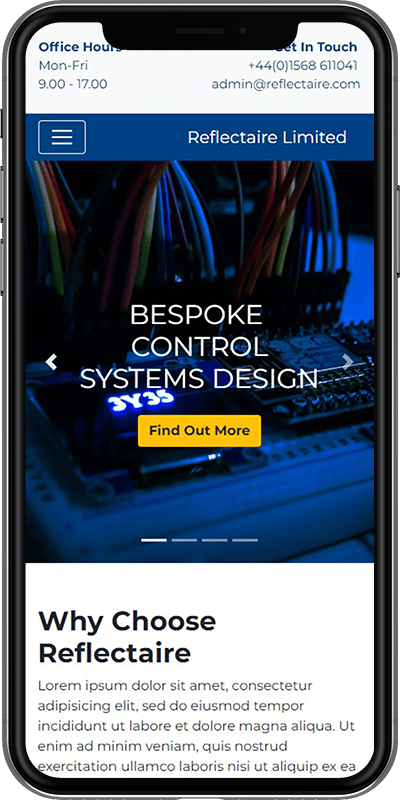 Office Hours
Get In Touch
Mon-Fri
+44(0)1568 611041
9.00 - 17.00
admin@reflectaire.com
Reflectaire Limited
BESPOKE
CONTROL
SYSTEMS DESIGN
3Y35
Find Out More
Why Choose
Reflectaire
Lorem ipsum dolor sit amet, consectetur
adipisicing elit, sed do eiusmod tempor
incididunt ut labore et dolore magna aliqua. Ut
enim ad minim veniam, quis nostrud
exercitation ullamco laboris nisi ut aliquip ex ea